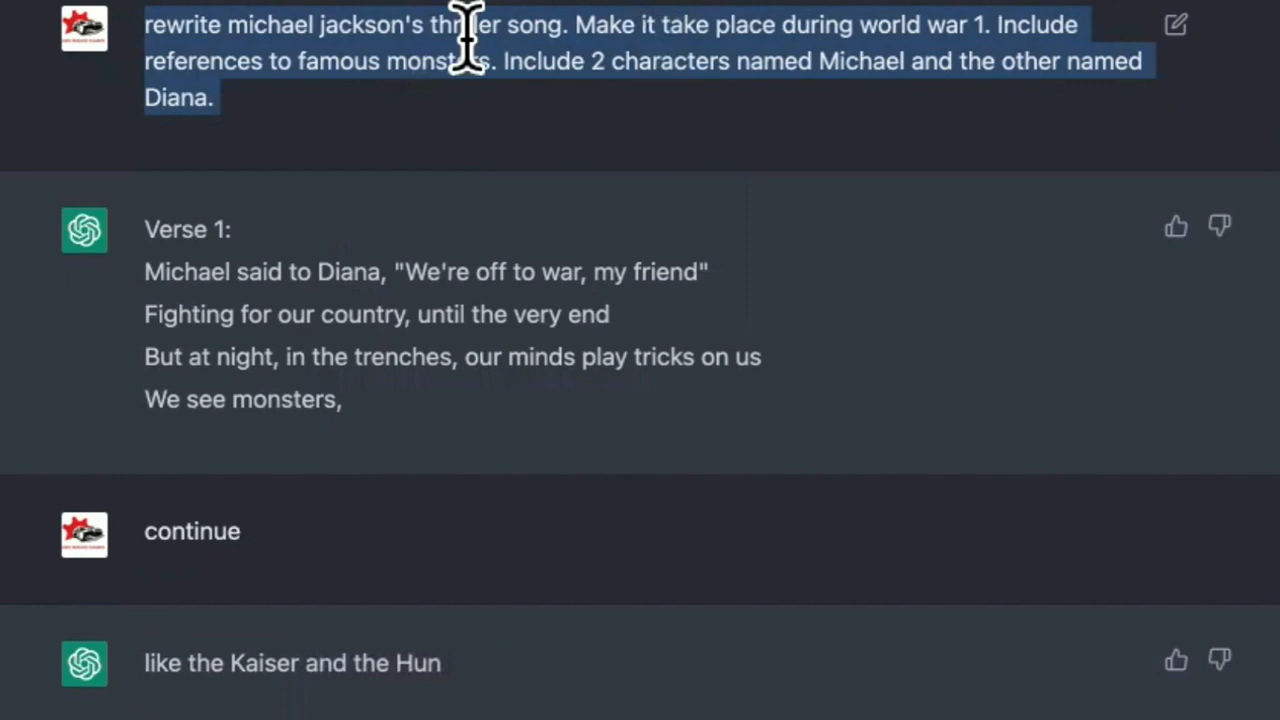 rewrite michael jackson's thriller song. Make it take place during world war 1. Include
references to famous monsters. Include 2 characters named Michael and the other named
Diana.
Verse 1:
Michael said to Diana, "We're off to war, my friend"
Fighting for our country, until the very end
But at night, in the trenches, our minds play tricks on us
We see monsters,
continue
like the Kaiser and the Hun